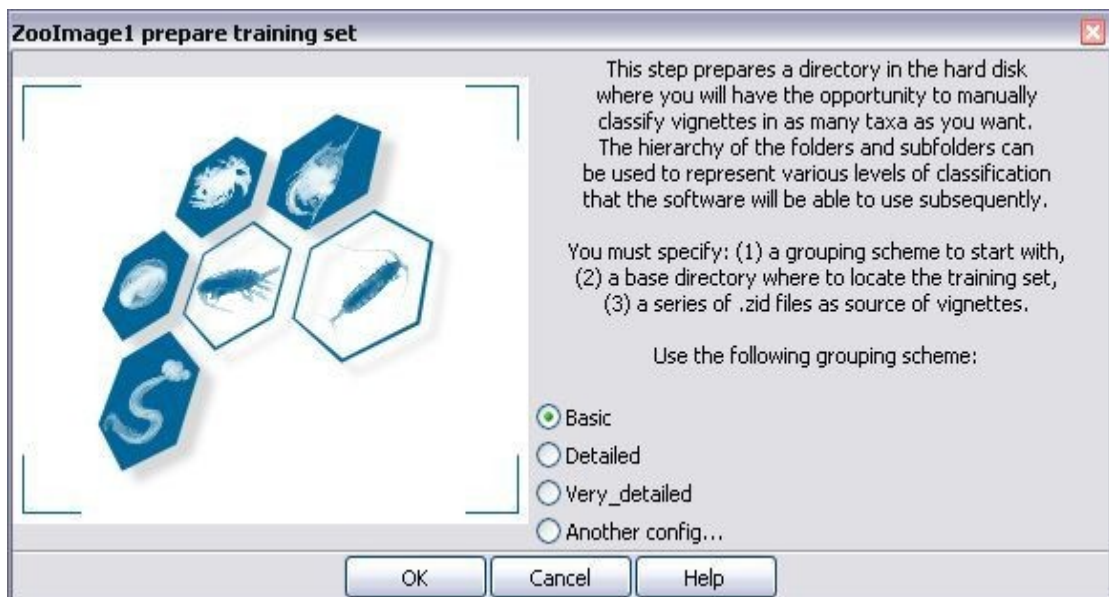 ZooImage1 prepare training set
This step prepares a directory in the hard disk
where you will have the opportunity to manually
classify vignettes in as many taxa as you want.
The hierarchy of the folders and subfolders can
be used to represent various levels of classification
that the software will be able to use subsequently.
You must specify: (1) a grouping scheme to start with,
(2) a base directory where to locate the training set,
(3) a series of .zid files as source of vignettes.
Use the following grouping scheme:
Basic
Detailed
Very_detailed
Another config...
OK Cancel Help